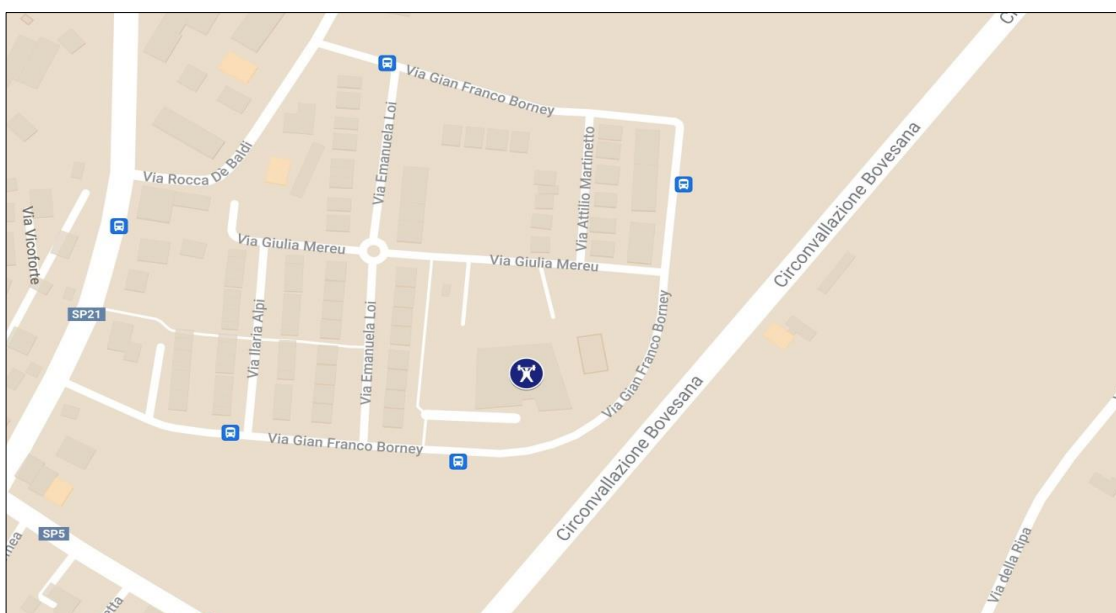 Via Gian Franco Borney
Via Emanuela Loi
Via Rocca De Baldi
Via Attilio Martinetto
Circonvallazione Bovesana
Via Vicoforte
Via Giulia Mereu
Via Giulia Mereu
SP21
Via Ilaria Alpi
Via Emanuela Loi
Via Gian Franco Borney
Circonvallazione Bovesana
Via Gian Franco Borney
SP5
Via della Ripa